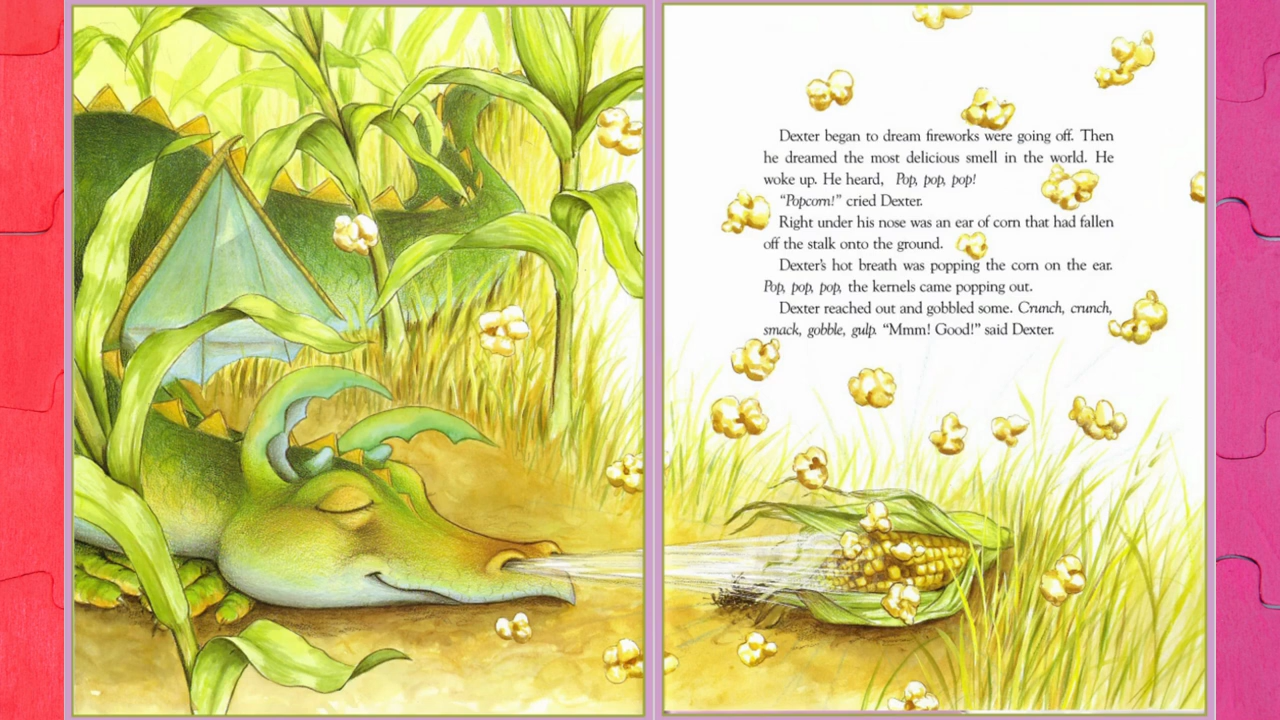 Dexter began to dream fireworks were going off. Then
he dreamed the most delicious smell in the world. He
woke up. He heard, Pop, pop, pop!
“Popcorn!” cried Dexter.
Right under his nose was an ear of corn that had fallen
off the stalk onto the ground.
Dexter’s hot breath was popping the corn on the ear.
Pop, pop, pop, the kernels came popping out.
Dexter reached out and gobbled some. Crunch, crunch,
smack, gobble, gulp. “Mmm! Good!” said Dexter.